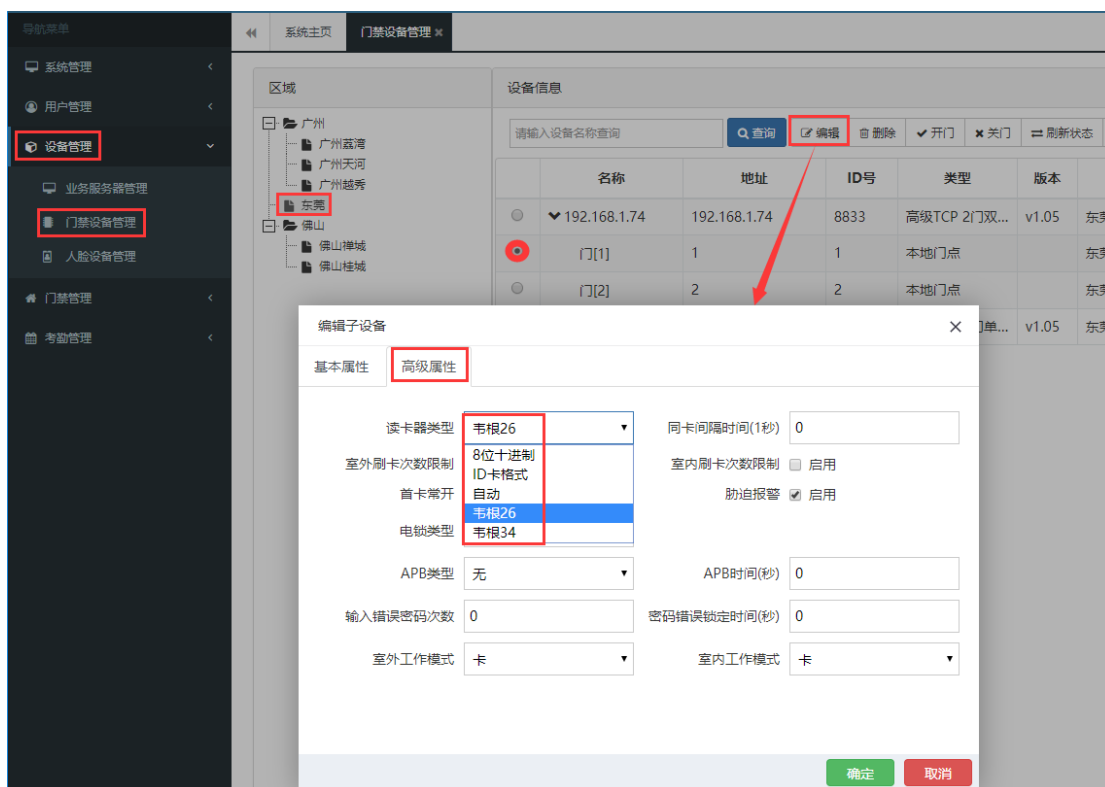 导航菜单
系统管理
用户管理
设备管理
业务服务器管理
门禁设备管理
人脸设备管理
门禁管理
考勤管理
系统主页 门禁设备管理
区域
广州
广州荔湾
广州天河
广州越秀
东莞
佛山
佛山禅城
佛山桂城
设备信息
请输入设备名称查询 查询 编辑 删除 开门 关门 刷新状态
名称 地址 ID号 类型 版本
192.168.1.74 192.168.1.74 8833 高级TCP 2门双... v1.05
门[1] 1 1 本地门点
门[2] 2 2 本地门点
门单... v1.05
编辑子设备
基本属性 高级属性
读卡器类型 韦根26 同卡间隔时间(1秒) 0
8位十进制
ID卡格式
自动
韦根26
韦根34
室外刷卡次数限制 室内刷卡次数限制 启用
首卡常开 胁迫报警 启用
电锁类型
APB类型 无 APB时间(秒) 0
输入错误密码次数 0 密码错误锁定时间(秒) 0
室外工作模式 卡 室内工作模式 卡
确定 取消